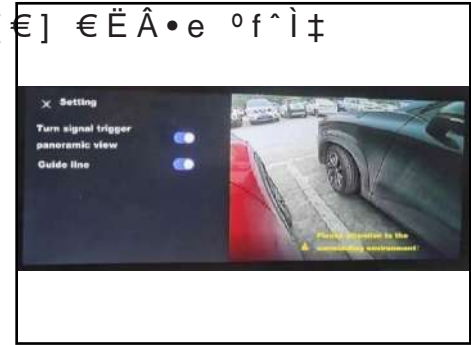 €] €ËÂ•e ºfˆÌ‡
× Setting
Turn signal trigger
panoramic view
Guide line
Please attention to the
surrounding environment!